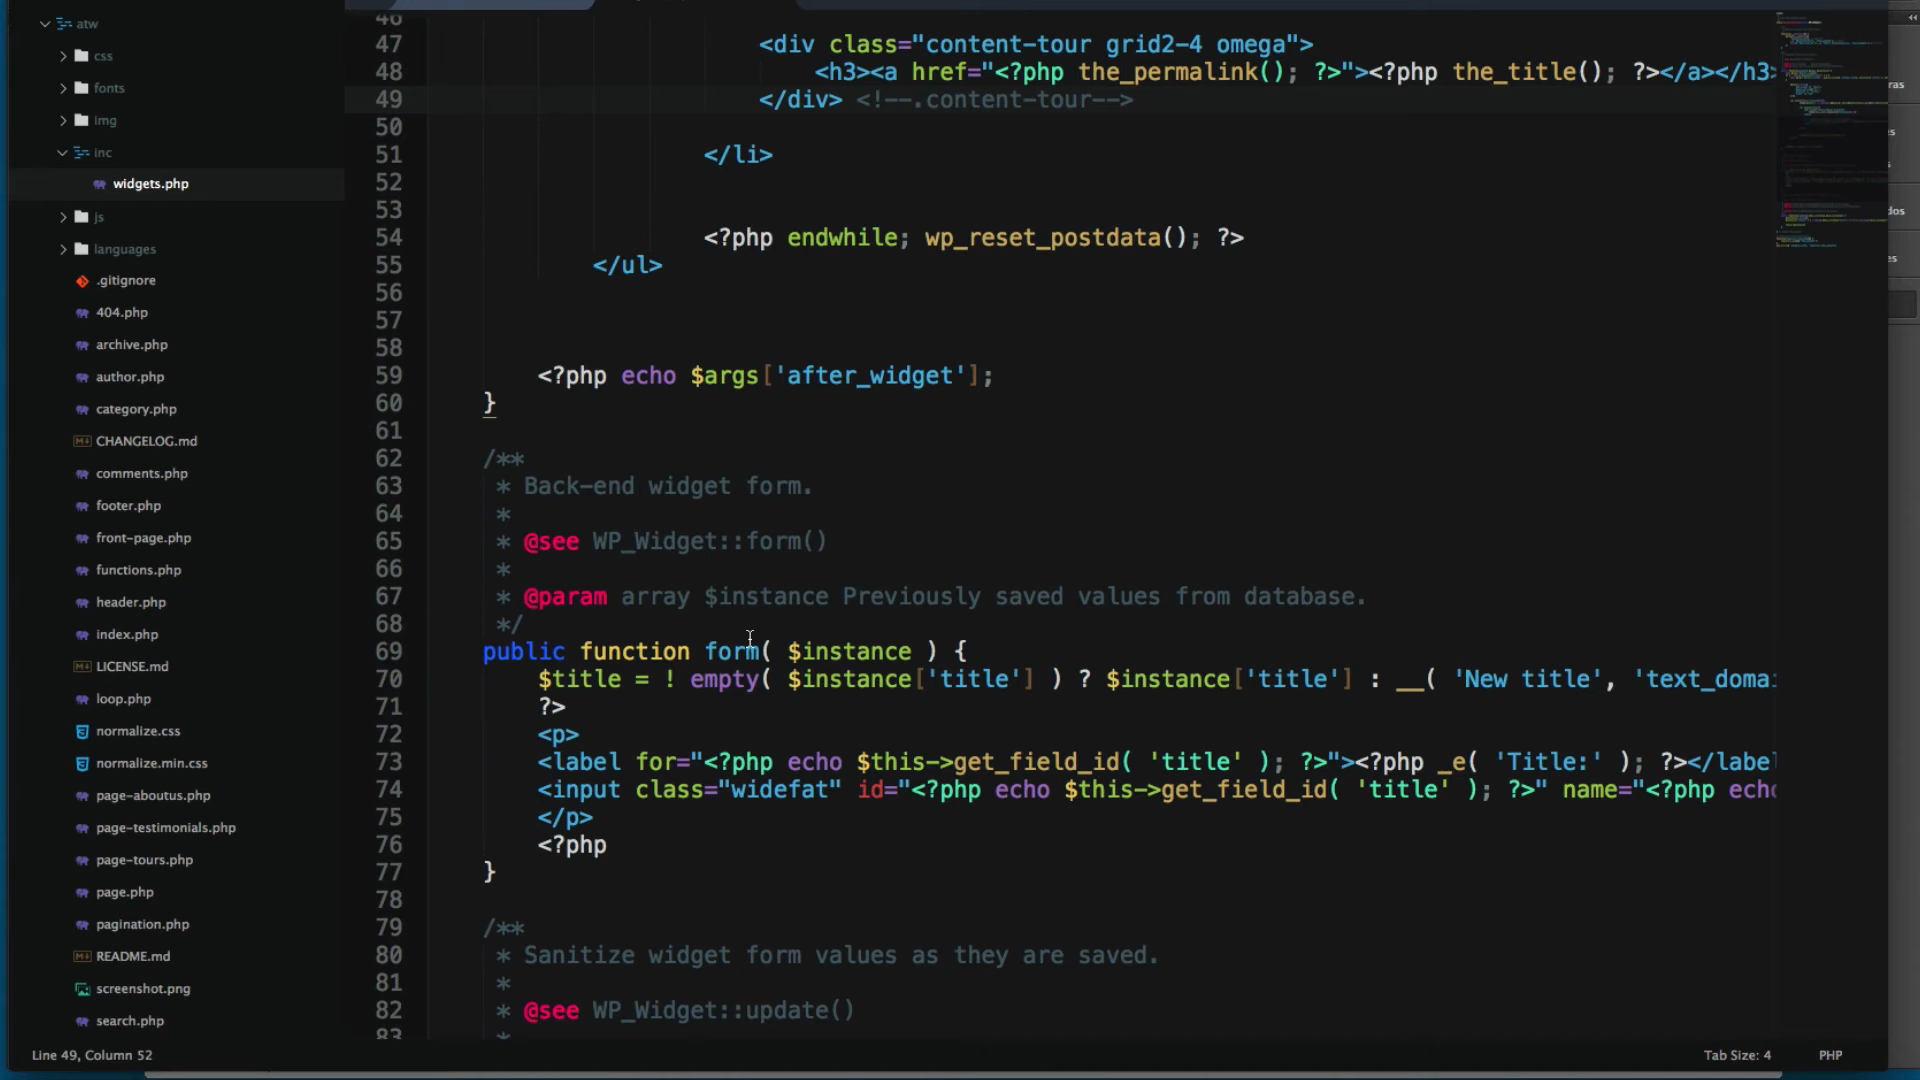 atw
css
fonts
img
inc
widgets.php
js
languages
.gitignore
404.php
archive.php
author.php
category.php
CHANGELOG.md
comments.php
footer.php
front-page.php
functions.php
header.php
index.php
LICENSE.md
loop.php
normalize.css
normalize.min.css
page-aboutus.php
page-testimonials.php
page-tours.php
page.php
pagination.php
README.md
screenshot.png
search.php
46
47 <div class="content-tour grid2-4 omega">
48 <h3><a href="<?php the_permalink(); ?>"><?php the_title(); ?></a></h3>
49 </div> <!--.content-tour-->
50
51 </li>
52
53
54 <?php endwhile; wp_reset_postdata(); ?>
55 </ul>
56
57
58
59 <?php echo $args['after_widget'];
60 }
61
62 /**
63 * Back-end widget form.
64 *
65 * @see WP_Widget::form()
66 *
67 * @param array $instance Previously saved values from database.
68 */
69 public function form( $instance ) {
70 $title = ! empty( $instance['title'] ) ? $instance['title'] : __( 'New title', 'text_domai
71 ?>
72 <p>
73 <label for="<?php echo $this->get_field_id( 'title' ); ?>"><?php _e( 'Title:' ); ?></label
74 <input class="widefat" id="<?php echo $this->get_field_id( 'title' ); ?>" name="<?php echo
75 </p>
76 <?php
77 }
78
79 /**
80 * Sanitize widget form values as they are saved.
81 *
82 * @see WP_Widget::update()
83 *
ras
es
s
dos
es
Line 49, Column 52
Tab Size: 4
PHP